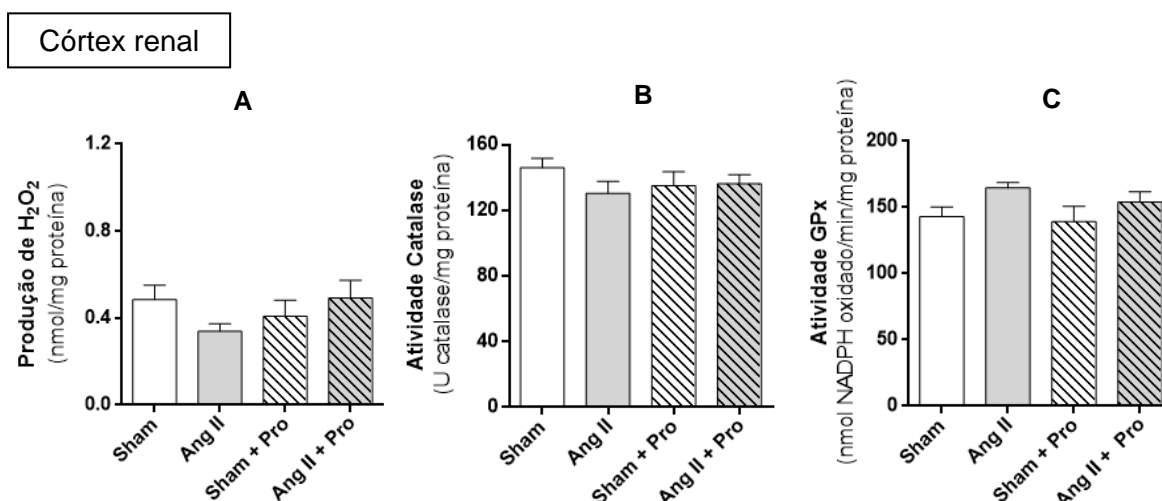 Córtex renal
A
Produção de H₂O₂
(nmol/mg proteína)
1.2
0.8
0.4
0.0
Sham
Ang II
Sham + Pro
Ang II + Pro
B
Atividade Catalase
(U catalase/mg proteína)
160
120
80
40
0
Sham
Ang II
Sham + Pro
Ang II + Pro
C
Atividade GPx
(nmol NADPH oxidado/min/mg proteína)
200
150
100
50
0
Sham
Ang II
Sham + Pro
Ang II + Pro